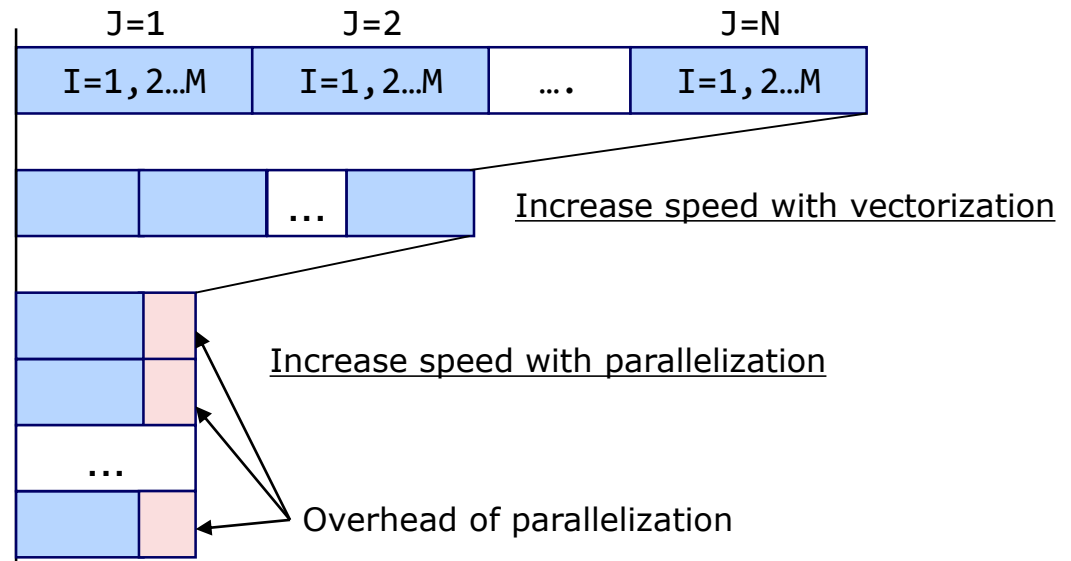 J=1 J=2 J=N
I=1,2…M I=1,2…M …. I=1,2…M
...
Increase speed with vectorization
Increase speed with parallelization
...
Overhead of parallelization